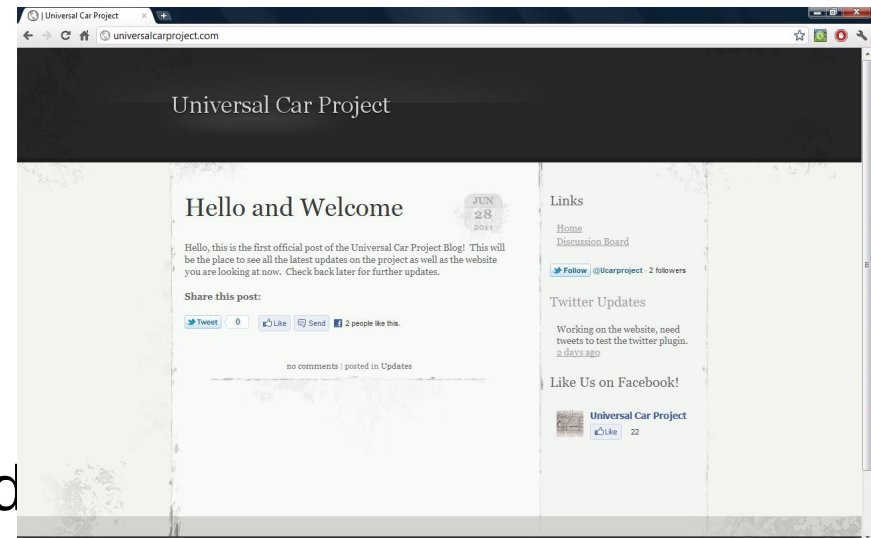 | Universal Car Project
universalcarproject.com
Universal Car Project
Hello and Welcome
JUN
28
2011
Hello, this is the first official post of the Universal Car Project Blog! This will
be the place to see all the latest updates on the project as well as the website
you are looking at now. Check back later for further updates.
Share this post:
Tweet 0 Like Send 2 people like this.
no comments | posted in Updates
Links
Home
Discussion Board
Follow @Ucarproject · 2 followers
Twitter Updates
Working on the website, need
tweets to test the twitter plugin.
2 days ago
Like Us on Facebook!
Universal Car Project
Like 22
d